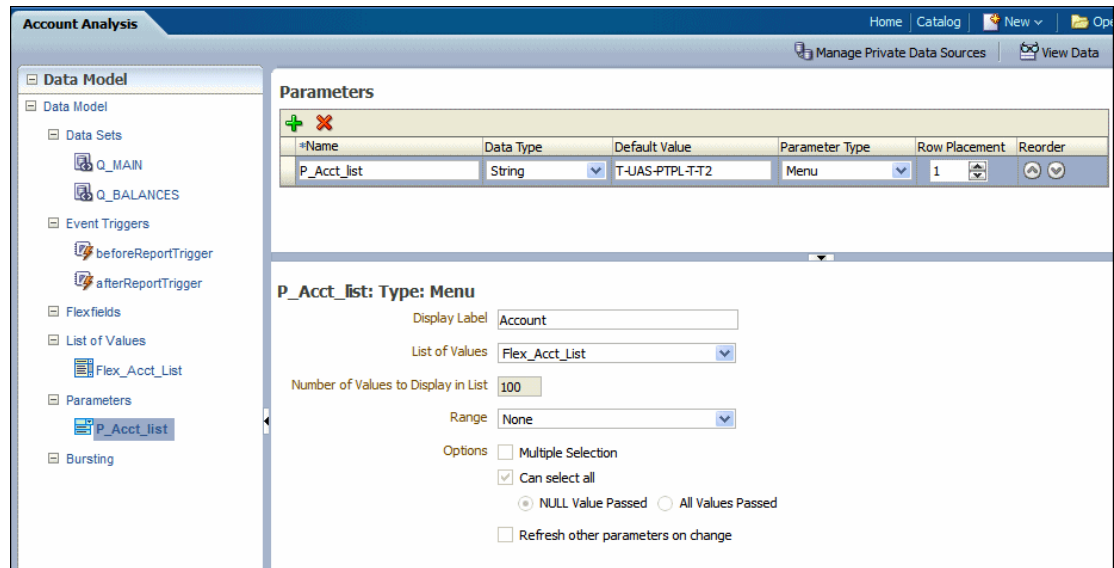 Account Analysis
Home Catalog New Ope
Manage Private Data Sources View Data
Data Model
Data Model
Data Sets
Q_MAIN
Q_BALANCES
Event Triggers
beforeReportTrigger
afterReportTrigger
Flexfields
List of Values
Flex_Acct_List
Parameters
P_Acct_list
Bursting
Parameters
*Name Data Type Default Value Parameter Type Row Placement Reorder
P_Acct_list String T-UAS-PTPL-T-T2 Menu 1
P_Acct_list: Type: Menu
Display Label Account
List of Values Flex_Acct_List
Number of Values to Display in List 100
Range None
Options Multiple Selection
Can select all
NULL Value Passed All Values Passed
Refresh other parameters on change